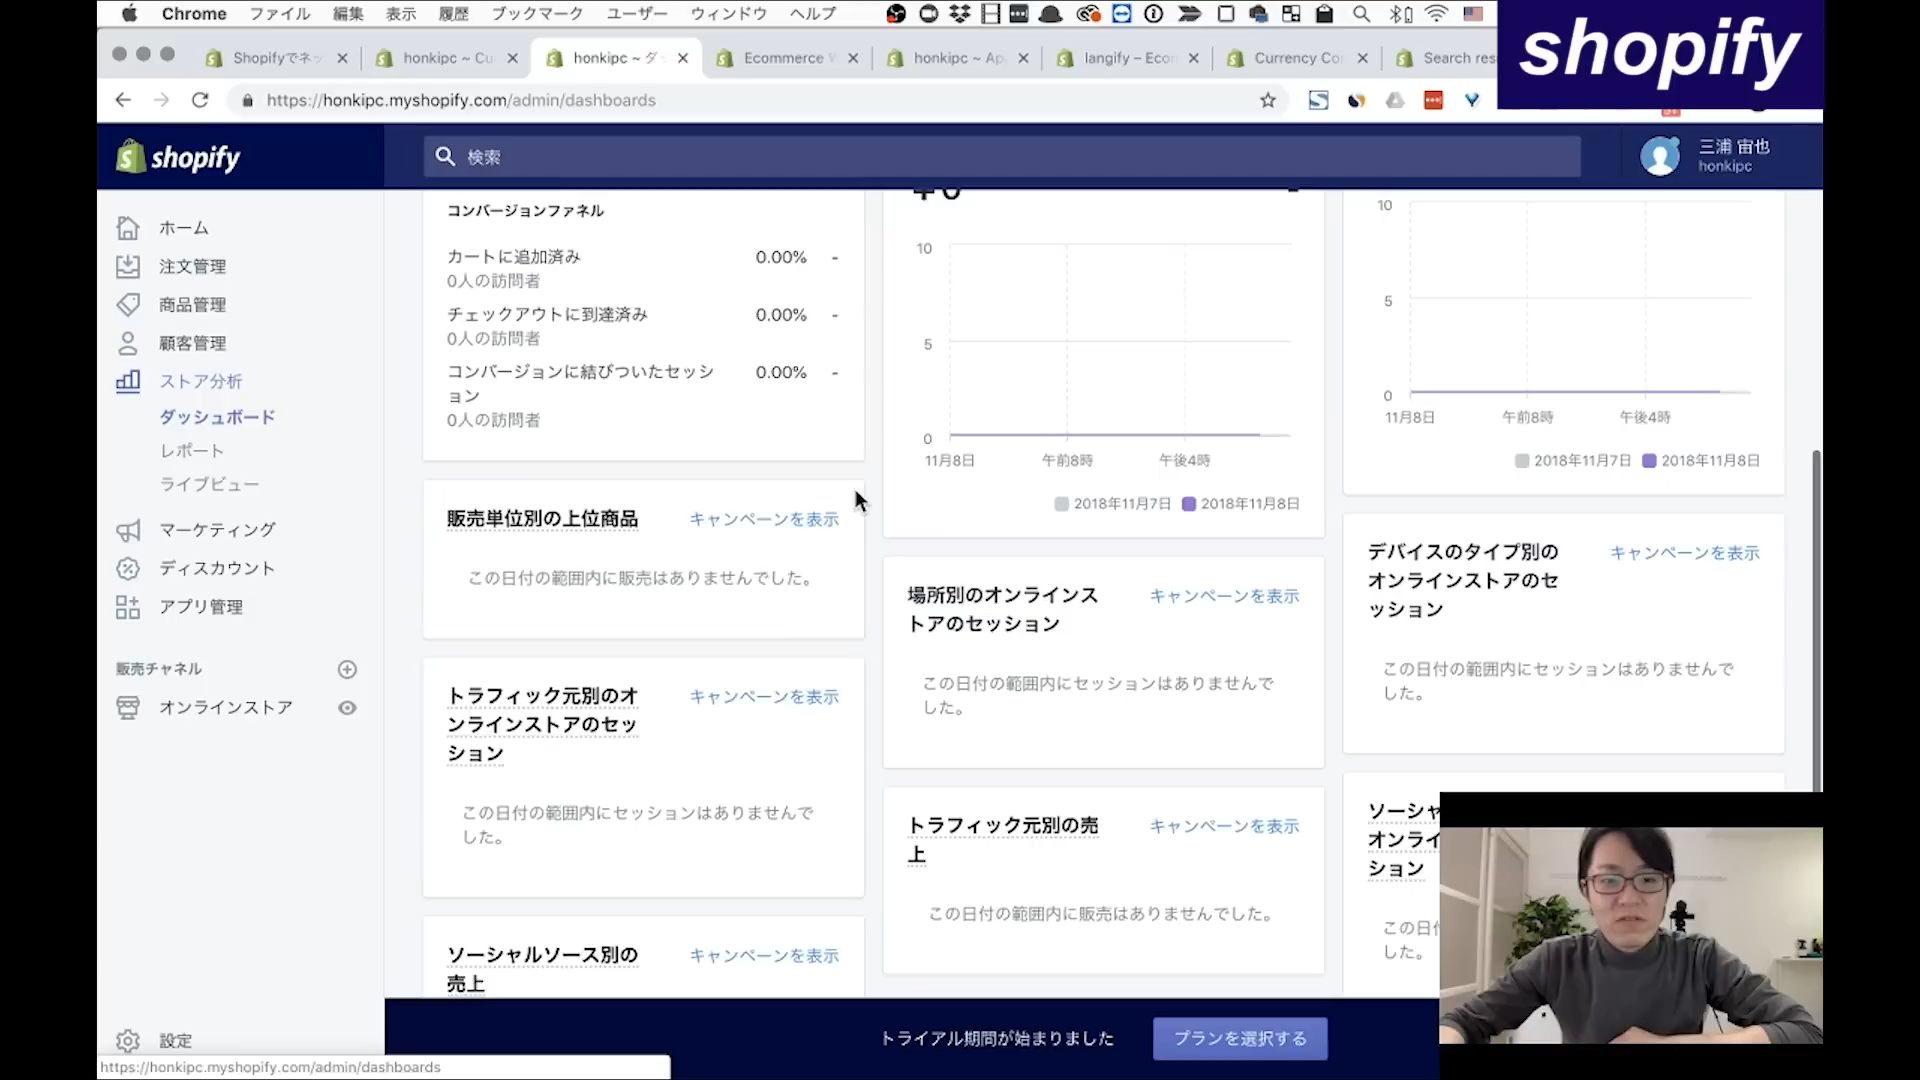 Chrome ファイル 編集 表示 履歴 ブックマーク ユーザー ウィンドウ ヘルプ
shopify
Shopifyでネッ
honkipc ~ Cu
honkipc ~ ダ
Ecommerce W
honkipc ~ Ap
langify – Econ
Currency Co
Search res
https://honkipc.myshopify.com/admin/dashboards
shopify
検索
三浦 宙也
honkipc
ホーム
注文管理
商品管理
顧客管理
ストア分析
ダッシュボード
レポート
ライブビュー
マーケティング
ディスカウント
アプリ管理
販売チャネル
オンラインストア
設定
コンバージョンファネル
カートに追加済み 0.00% -
0人の訪問者
チェックアウトに到達済み 0.00% -
0人の訪問者
コンバージョンに結びついたセッシ 0.00% -
ョン
0人の訪問者
販売単位別の上位商品 キャンペーンを表示
この日付の範囲内に販売はありませんでした。
トラフィック元別のオ キャンペーンを表示
ンラインストアのセッ
ション
この日付の範囲内にセッションはありませんで
した。
ソーシャルソース別の キャンペーンを表示
売上
¥0
10
5
0
11月8日 午前8時 午後4時
2018年11月7日 2018年11月8日
場所別のオンラインス キャンペーンを表示
トアのセッション
この日付の範囲内にセッションはありませんで
した。
トラフィック元別の売 キャンペーンを表示
上
この日付の範囲内に販売はありませんでした。
10
5
0
11月8日 午前8時 午後4時
2018年11月7日 2018年11月8日
デバイスのタイプ別の キャンペーンを表示
オンラインストアのセ
ッション
この日付の範囲内にセッションはありませんで
した。
ソーシャ
オンライ
ション
この日付
した。
トライアル期間が始まりました プランを選択する
https://honkipc.myshopify.com/admin/dashboards